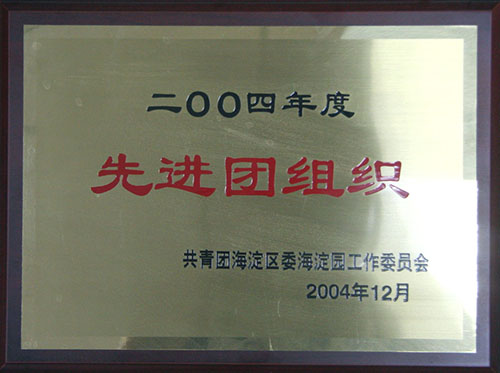 二00四年度
先进团组织
共青团海淀区委海淀园工作委员会
2004年12月